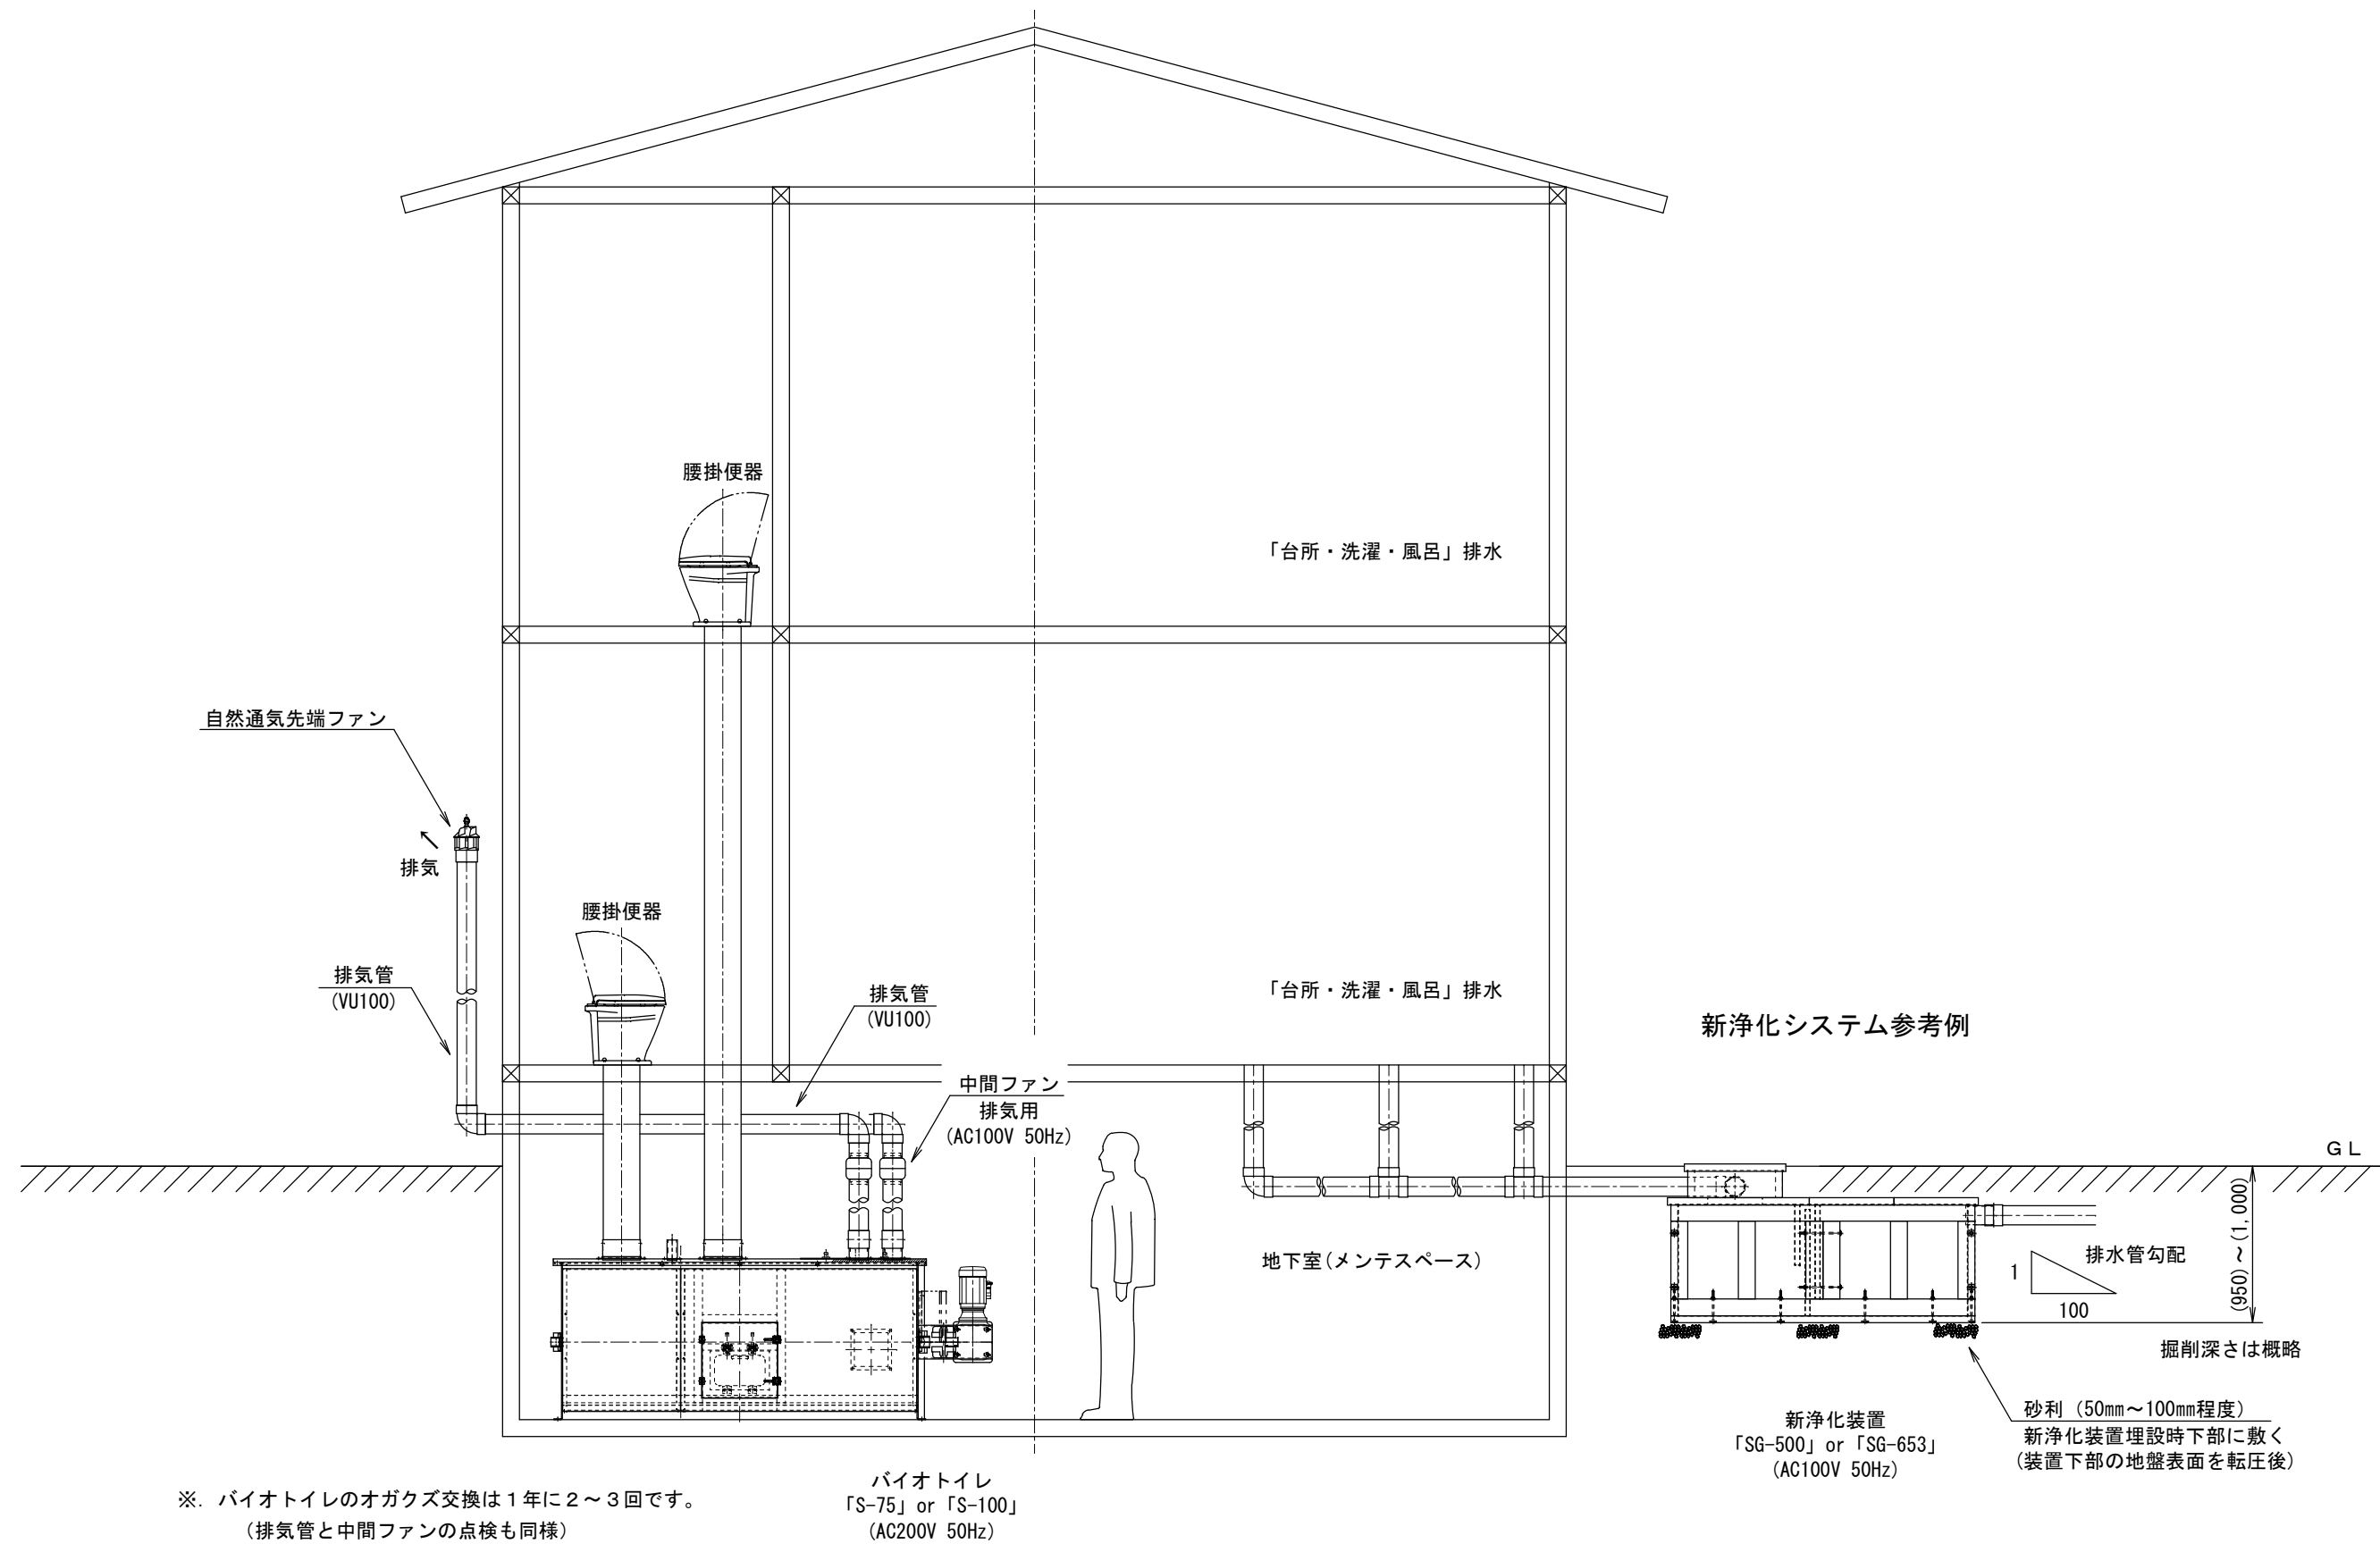 腰掛便器
「台所・洗濯・風呂」排水
自然通気先端ファン
排気
腰掛便器
排気管
(VU100)
排気管
(VU100)
「台所・洗濯・風呂」排水
新浄化システム参考例
中間ファン
排気用
(AC100V 50Hz)
ＧＬ
地下室(メンテスペース)
排水管勾配
1
100
(950)～(1,000)
掘削深さは概略
砂利（50mm～100mm程度）
新浄化装置埋設時下部に敷く
(装置下部の地盤表面を転圧後)
新浄化装置
「SG-500」or「SG-653」
(AC100V 50Hz)
バイオトイレ
「S-75」or「S-100」
(AC200V 50Hz)
※. バイオトイレのオガクズ交換は１年に２～３回です。
（排気管と中間ファンの点検も同様）